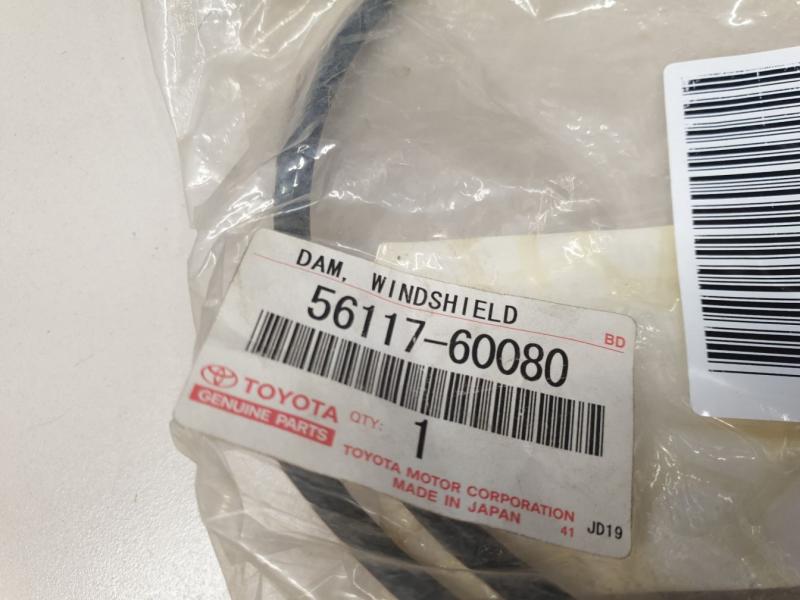 DAM, WINDSHIELD
BD
56117-60080
TOYOTA
GENUINE PARTS
QTY: 1
TOYOTA MOTOR CORPORATION
MADE IN JAPAN
41 JD19